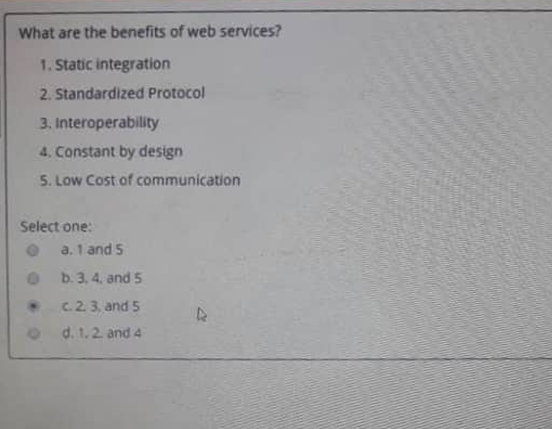 What are the benefits of web services?
1. Static integration
2. Standardized Protocol
3. Interoperability
4. Constant by design
5. Low Cost of communication
Select one:
a. 1 and 5
b. 3, 4, and 5
c. 2, 3, and 5
d. 1, 2, and 4